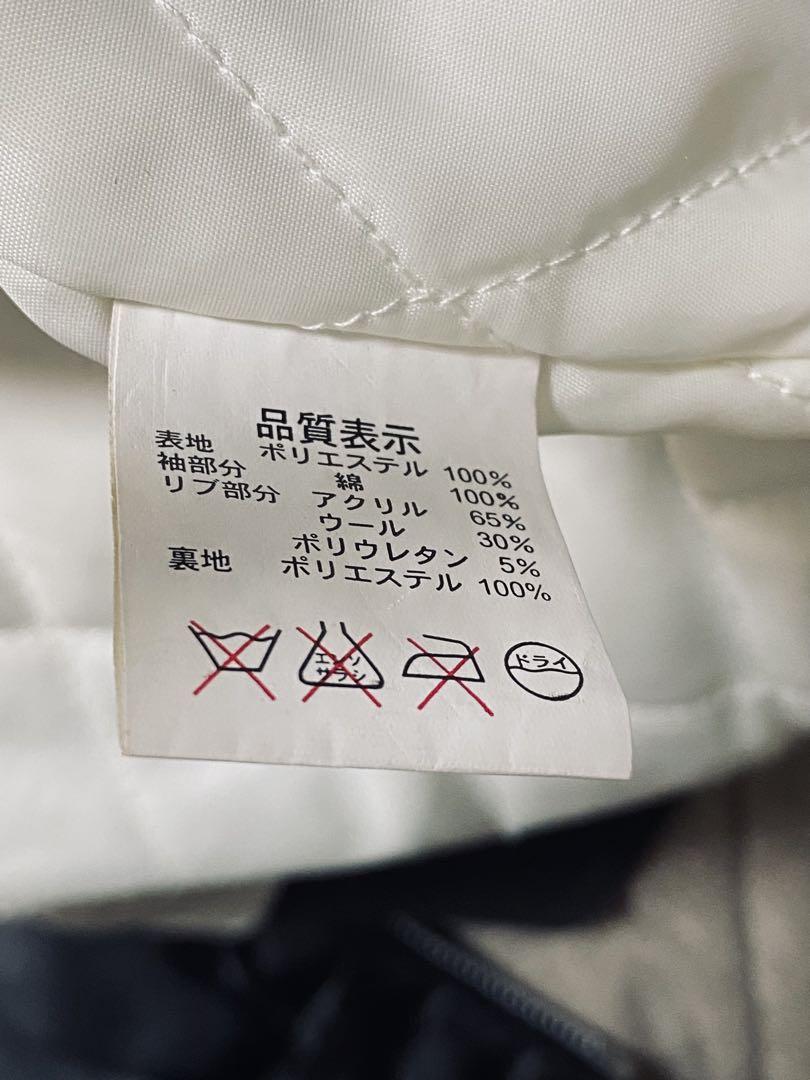 品質表示
表地 ポリエステル 100%
袖部分 綿 100%
リブ部分 アクリル 65%
ウール 30%
ポリウレタン 5%
裏地 ポリエステル 100%
エンソ
サラシ
ドライ